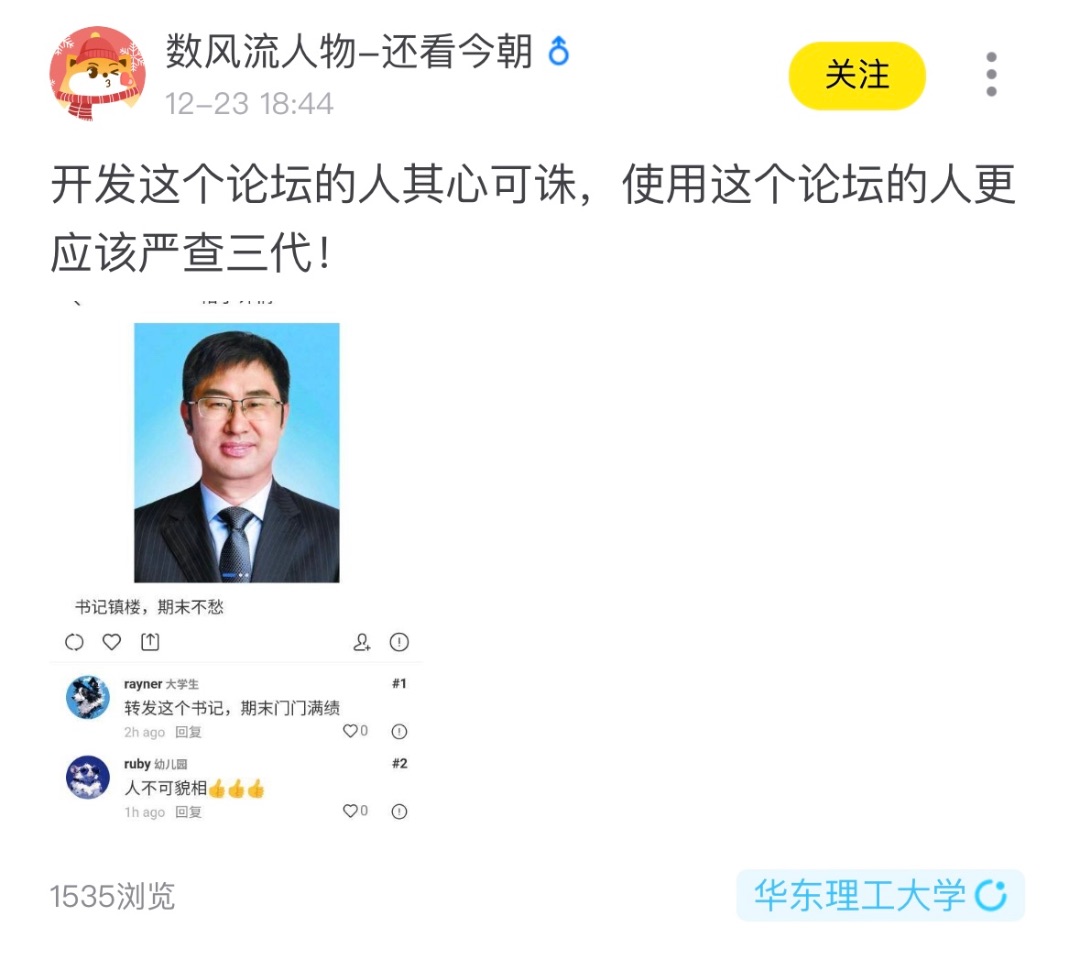 数风流人物-还看今朝
12-23 18:44
关注
开发这个论坛的人其心可诛，使用这个论坛的人更
应该严查三代！
书记镇楼，期末不愁
rayner 大学生
#1
转发这个书记，期末门门满绩
2h ago 回复
0
ruby 幼儿园
#2
人不可貌相👍👍👍
1h ago 回复
0
1535浏览
华东理工大学